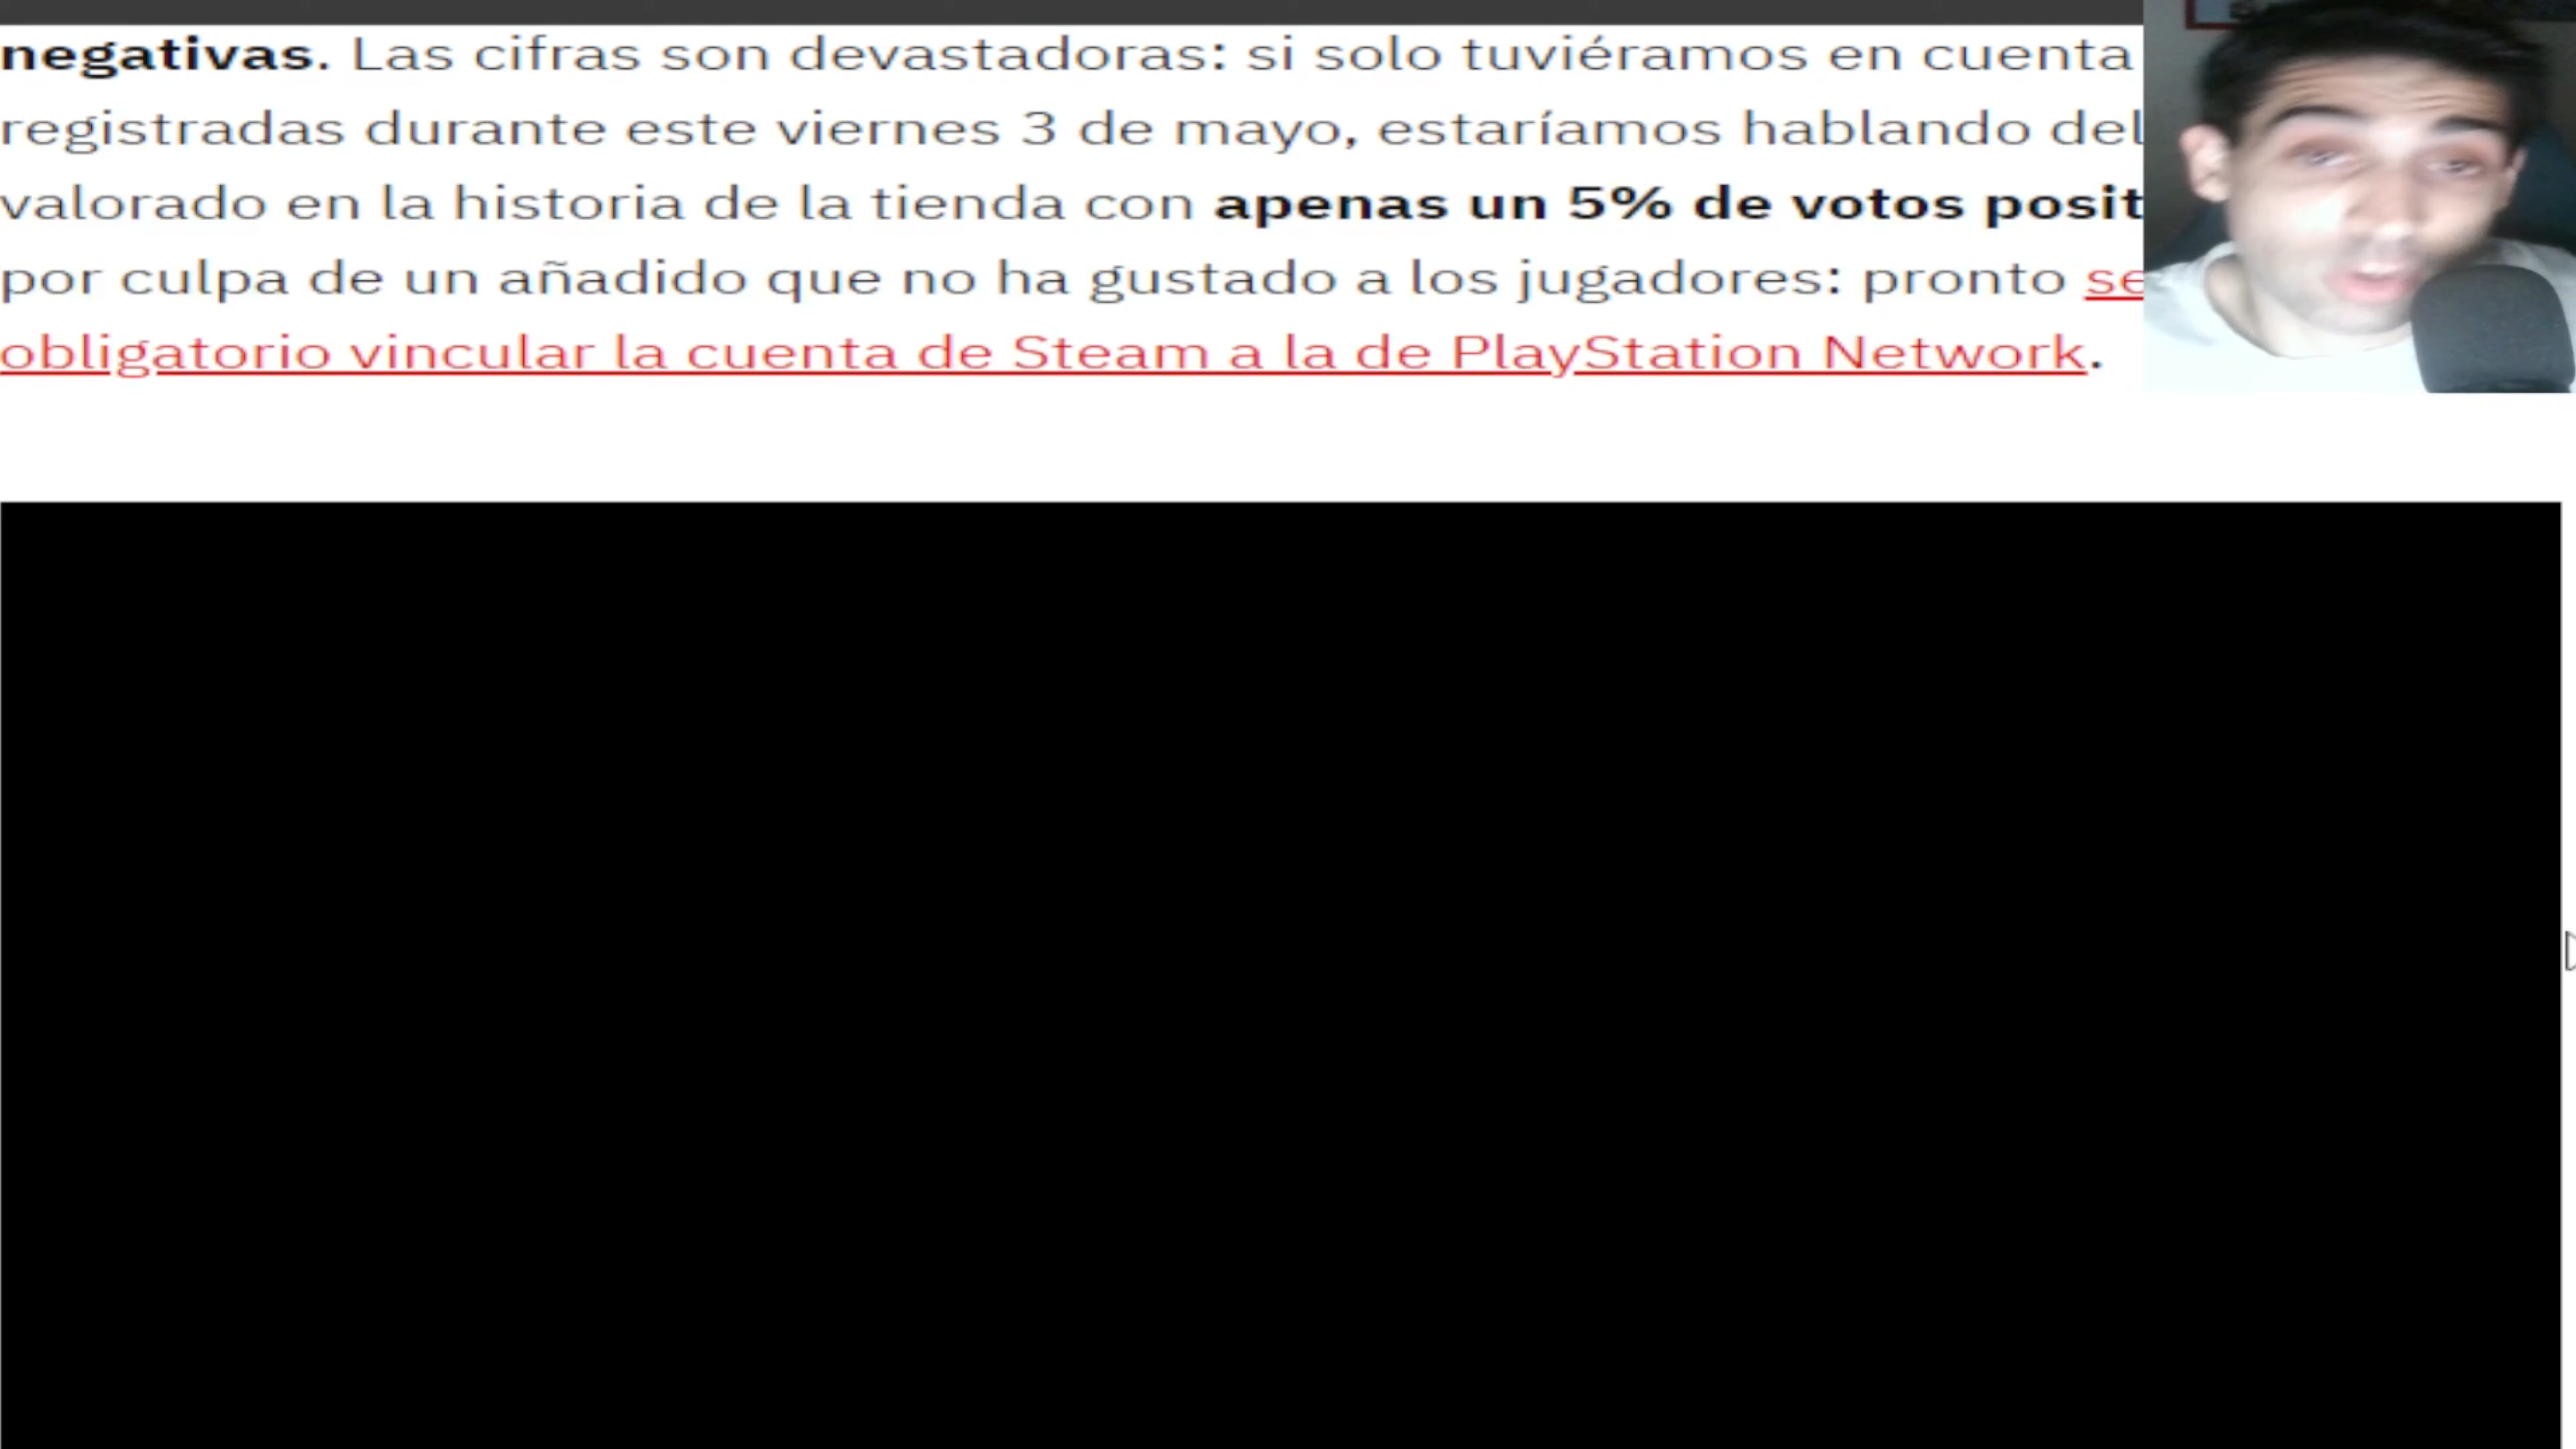 negativas. Las cifras son devastadoras: si solo tuviéramos en cuenta
registradas durante este viernes 3 de mayo, estaríamos hablando del
valorado en la historia de la tienda con apenas un 5% de votos posit
por culpa de un añadido que no ha gustado a los jugadores: pronto se
obligatorio vincular la cuenta de Steam a la de PlayStation Network.